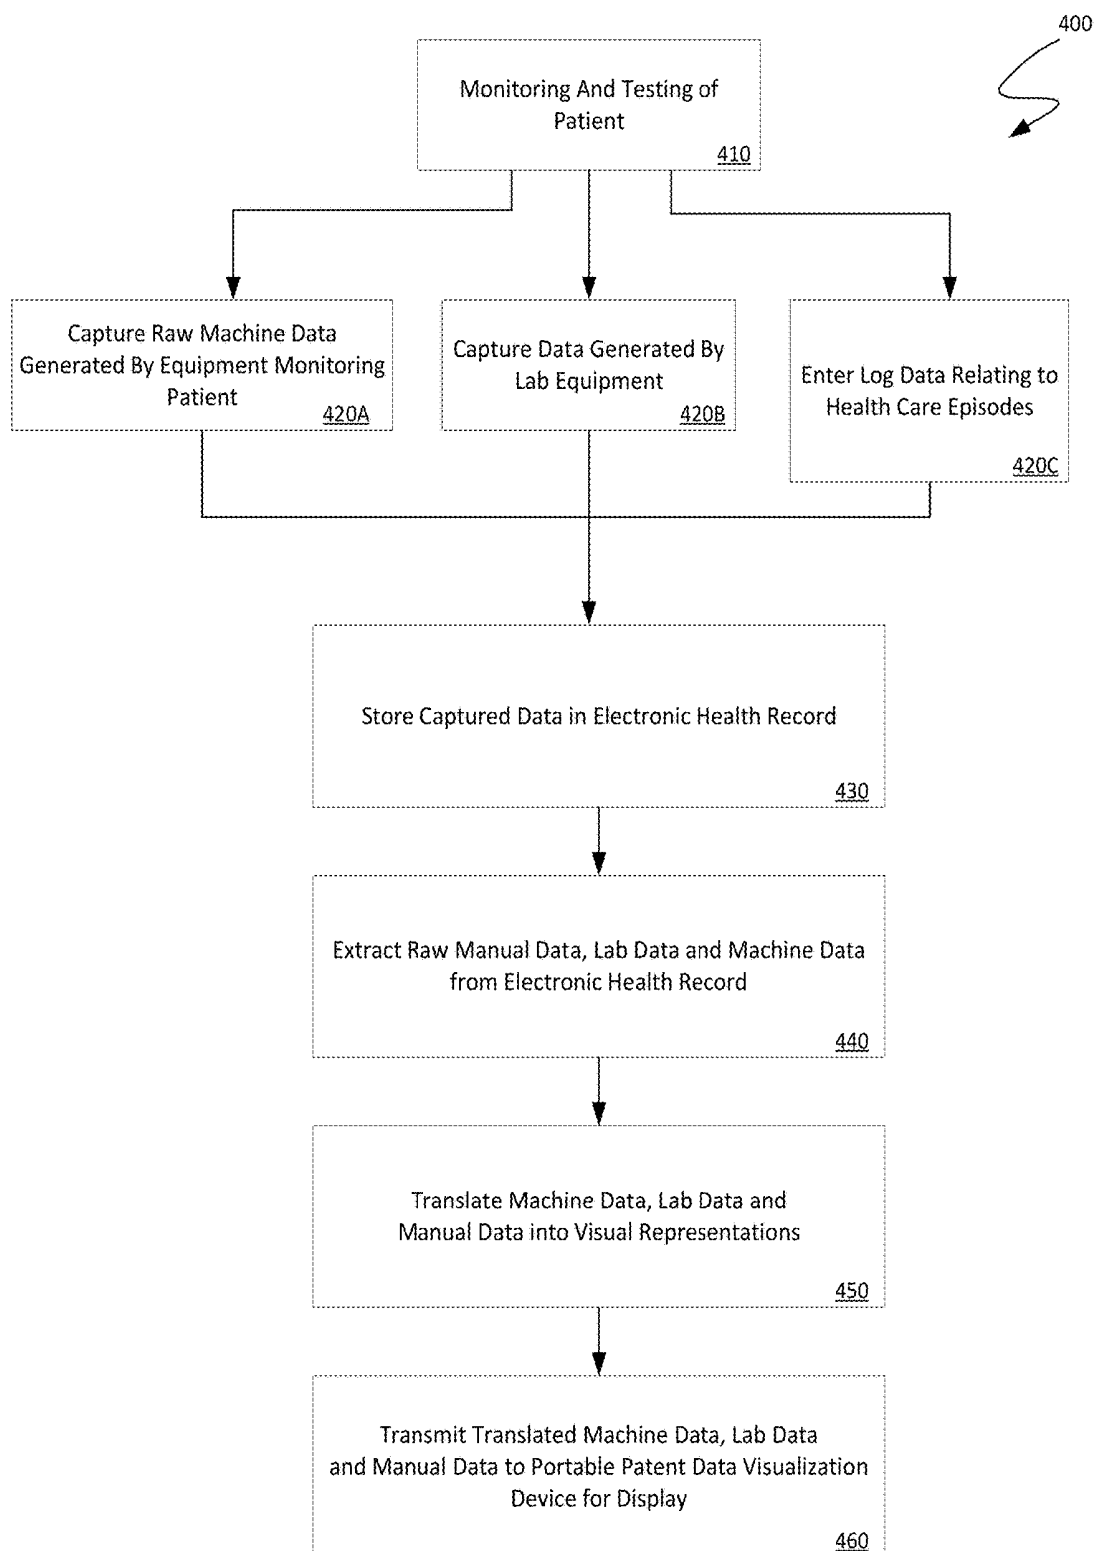 400
Monitoring And Testing of
Patient
410
Capture Raw Machine Data
Generated By Equipment Monitoring
Patient
420A
Capture Data Generated By
Lab Equipment
420B
Enter Log Data Relating to
Health Care Episodes
420C
Store Captured Data in Electronic Health Record
430
Extract Raw Manual Data, Lab Data and Machine Data
from Electronic Health Record
440
Translate Machine Data, Lab Data and
Manual Data into Visual Representations
450
Transmit Translated Machine Data, Lab Data
and Manual Data to Portable Patent Data Visualization
Device for Display
460